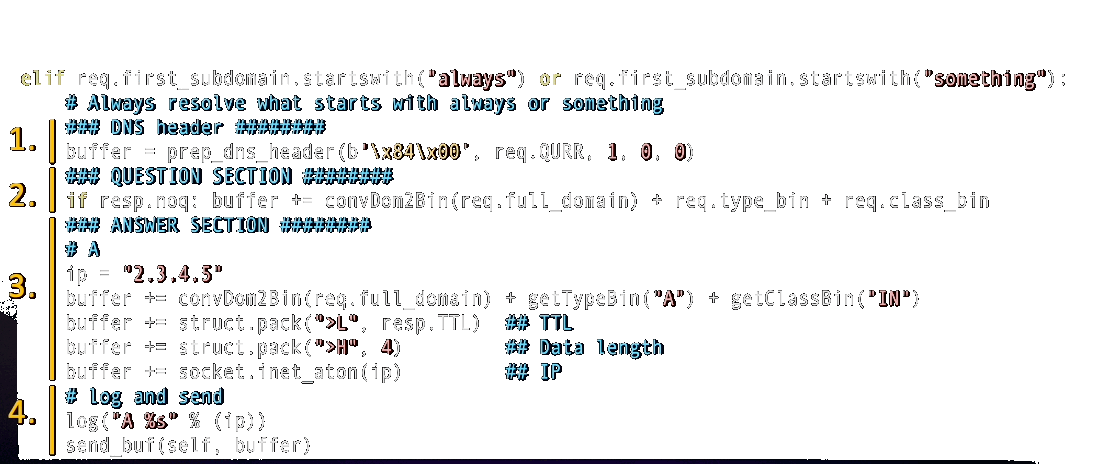 elif req.first_subdomain.startswith("always") or req.first_subdomain.startswith("something"):
# Always resolve what starts with always or something
1. ### DNS header ########
buffer = prep_dns_header(b'\x84\x00', req.QURR, 1, 0, 0)
2. ### QUESTION SECTION ########
if resp.noq: buffer += convDom2Bin(req.full_domain) + req.type_bin + req.class_bin
### ANSWER SECTION ########
# A
3. ip = "2.3.4.5"
buffer += convDom2Bin(req.full_domain) + getTypeBin("A") + getClassBin("IN")
buffer += struct.pack(">L", resp.TTL) ## TTL
buffer += struct.pack(">H", 4) ## Data length
buffer += socket.inet_aton(ip) ## IP
4. # log and send
log("A %s" % (ip))
send_buf(self, buffer)